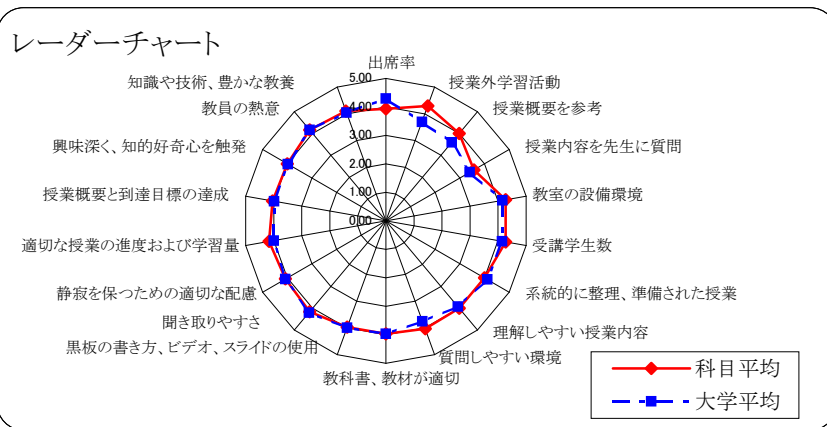 レーダーチャート
出席率
授業外学習活動
授業概要を参考
授業内容を先生に質問
教室の設備環境
受講学生数
系統的に整理、準備された授業
理解しやすい授業内容
質問しやすい環境
教科書、教材が適切
黒板の書き方、ビデオ、スライドの使用
聞き取りやすさ
静寂を保つための適切な配慮
適切な授業の進度および学習量
授業概要と到達目標の達成
興味深く、知的好奇心を触発
教員の熱意
知識や技術、豊かな教養
5.00
4.00
3.00
2.00
1.00
0.00
科目平均
大学平均